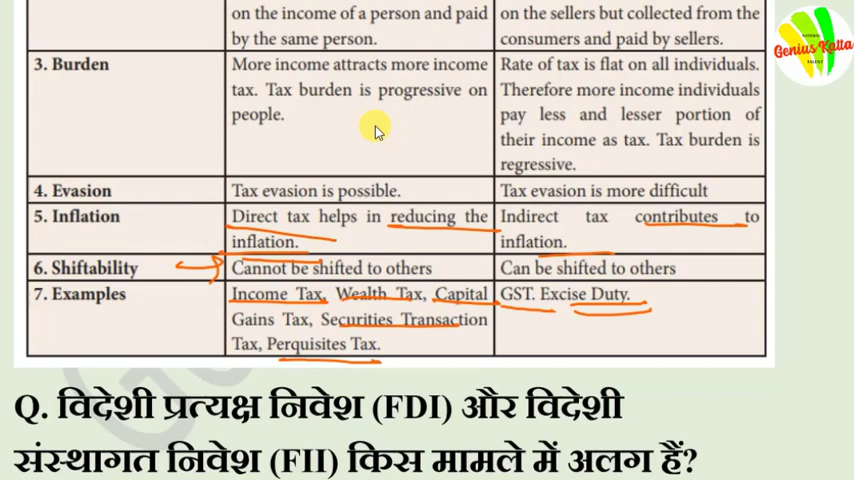 on the income of a person and paid
by the same person.
on the sellers but collected from the
consumers and paid by sellers.
3. Burden
More income attracts more income
tax. Tax burden is progressive on
people.
Rate of tax is flat on all individuals.
Therefore more income individuals
pay less and lesser portion of
their income as tax. Tax burden is
regressive.
4. Evasion
Tax evasion is possible.
Tax evasion is more difficult
5. Inflation
Direct tax helps in reducing the
inflation.
Indirect tax contributes to
inflation.
6. Shiftability
Cannot be shifted to others
Can be shifted to others
7. Examples
Income Tax, Wealth Tax, Capital
Gains Tax, Securities Transaction
Tax, Perquisites Tax.
GST. Excise Duty.
Q. विदेशी प्रत्यक्ष निवेश (FDI) और विदेशी
संस्थागत निवेश (FII) किस मामले में अलग हैं?
Genius Katta